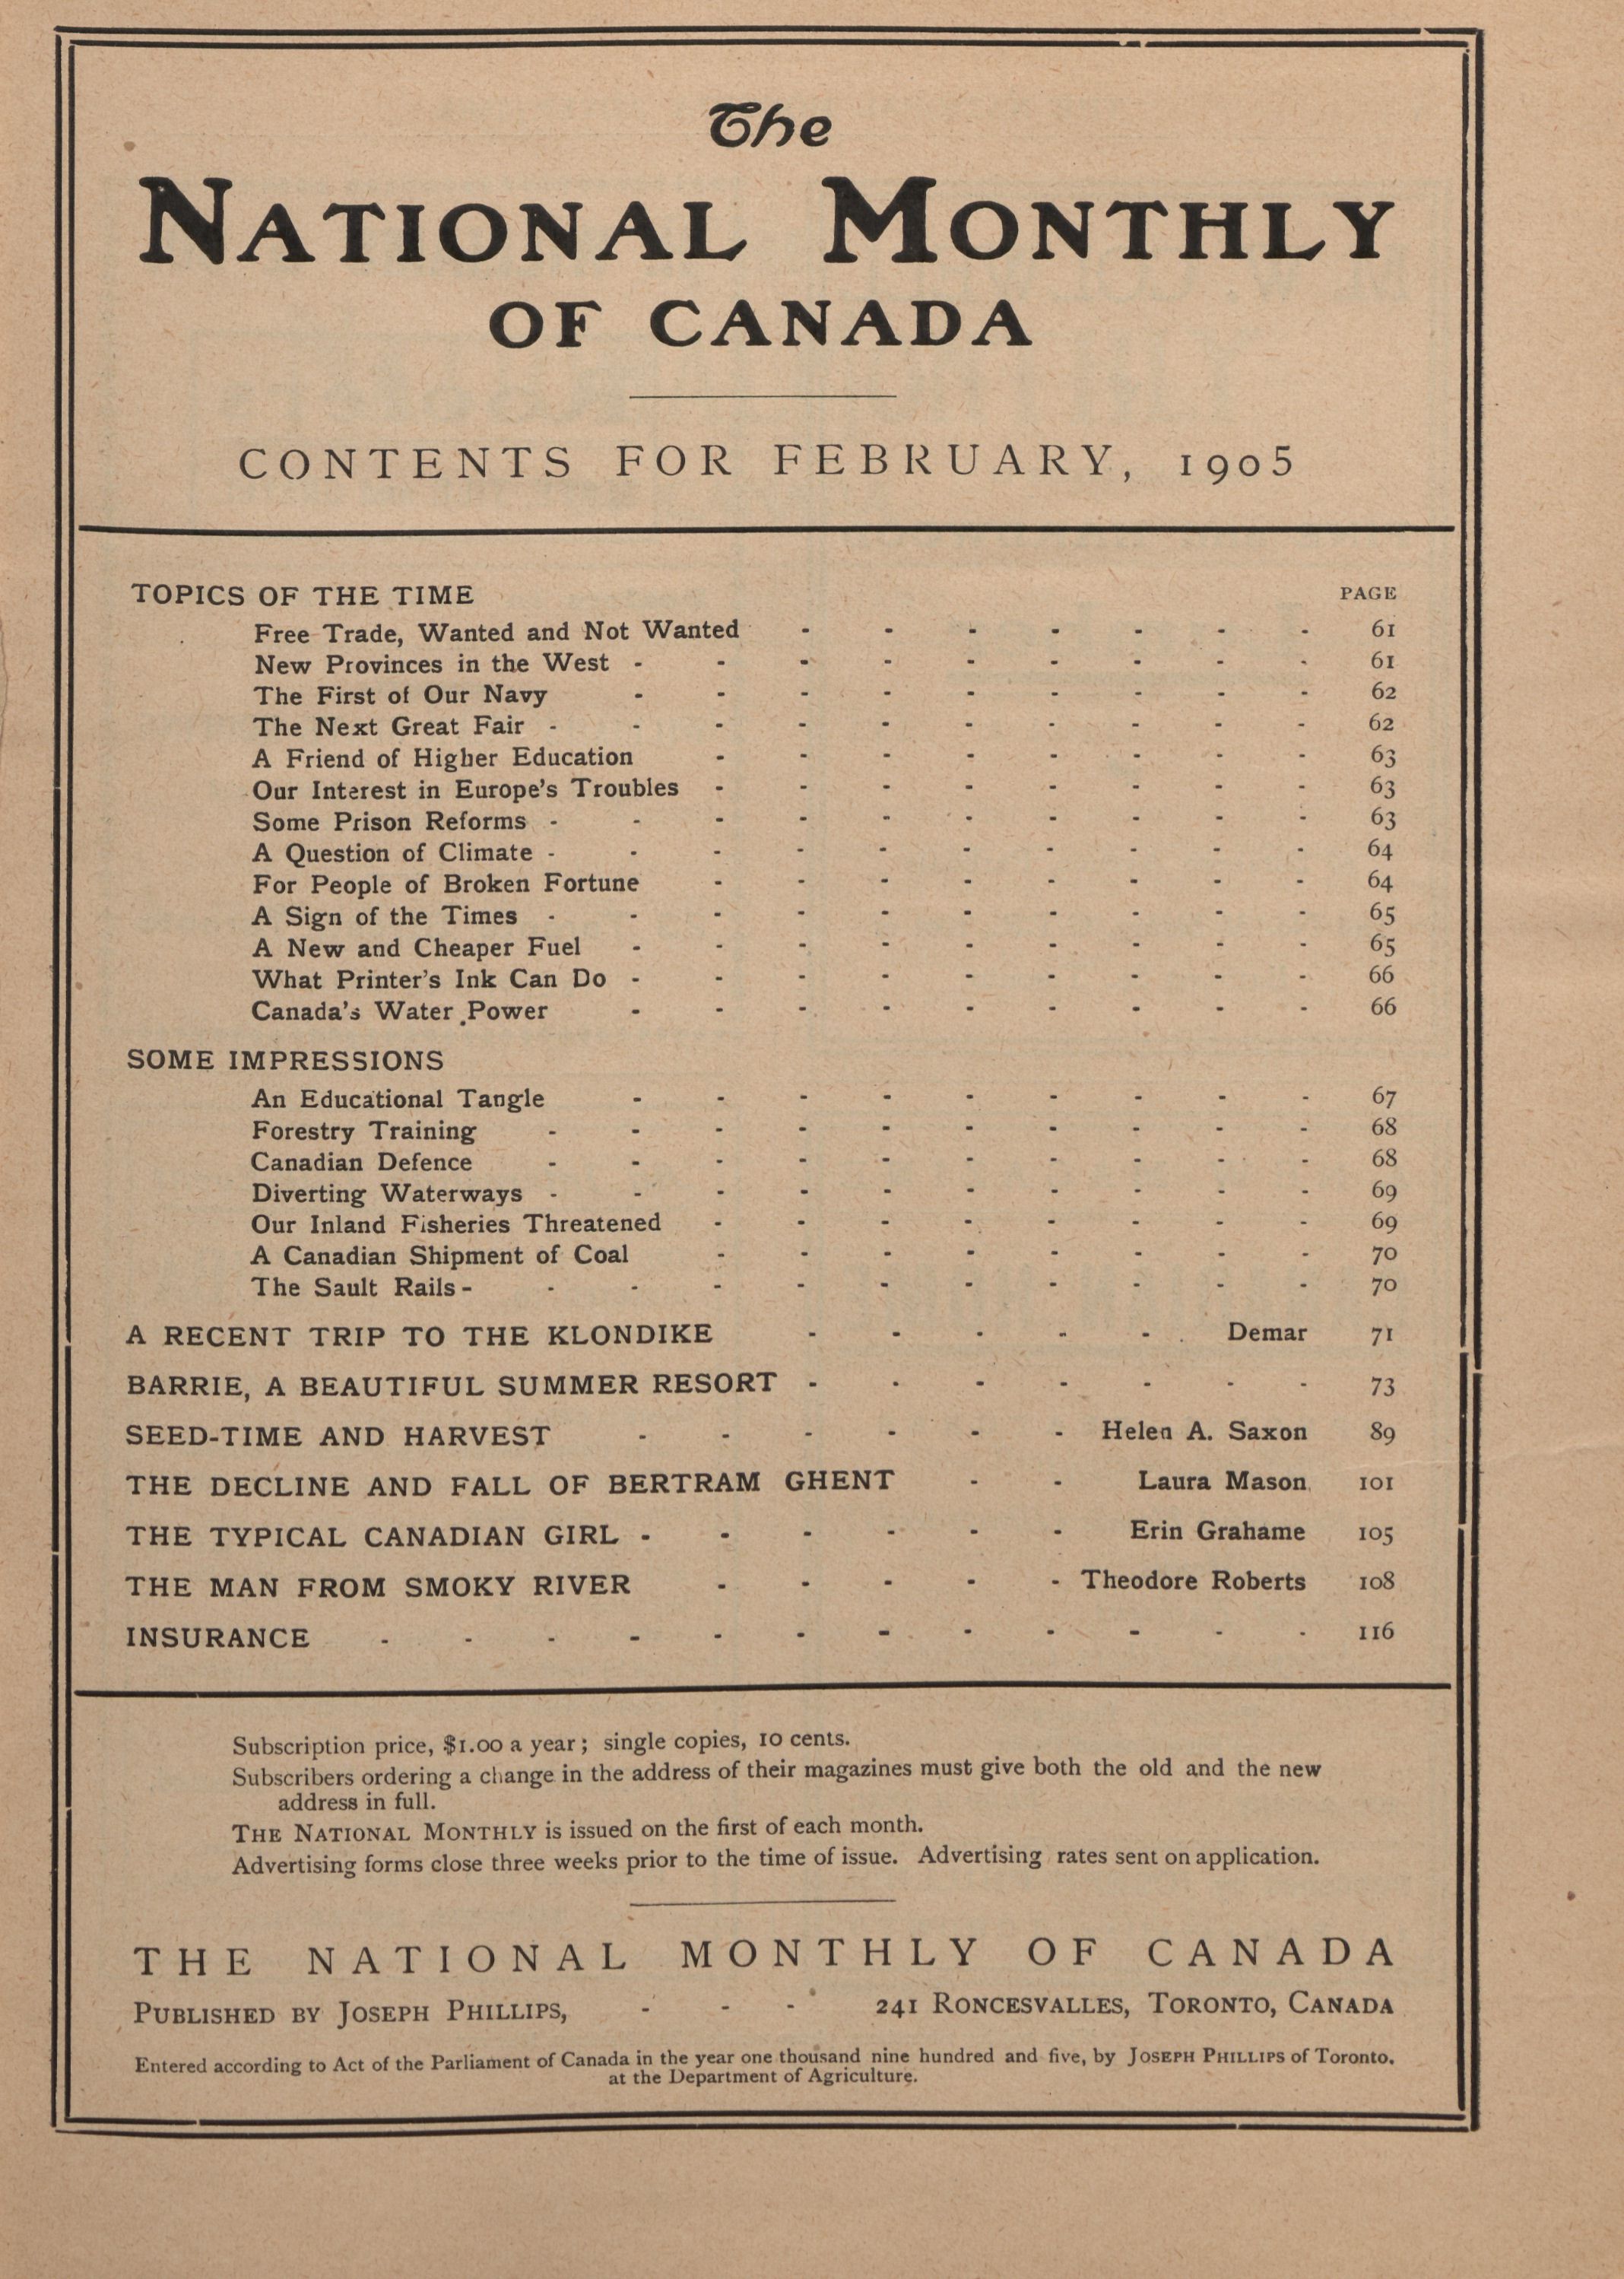 The
NATIONAL MONTHLY
OF CANADA
CONTENTS FOR FEBRUARY, 1905
TOPICS OF THE TIME PAGE
Free Trade, Wanted and Not Wanted - - - - - - - 61
New Provinces in the West - - - - - - - - - 61
The First of Our Navy - - - - - - - - - 62
The Next Great Fair - - - - - - - - - - 62
A Friend of Higher Education - - - - - - - - 63
Our Interest in Europe's Troubles - - - - - - - - 63
Some Prison Reforms - - - - - - - - - - 63
A Question of Climate - - - - - - - - - - 64
For People of Broken Fortune - - - - - - - - 64
A Sign of the Times - - - - - - - - - - 65
A New and Cheaper Fuel - - - - - - - - - 65
What Printer's Ink Can Do - - - - - - - - - 66
Canada's Water Power - - - - - - - - - 66
SOME IMPRESSIONS
An Educational Tangle - - - - - - - - - 67
Forestry Training - - - - - - - - - - 68
Canadian Defence - - - - - - - - - - 68
Diverting Waterways - - - - - - - - - - 69
Our Inland Fisheries Threatened - - - - - - - - 69
A Canadian Shipment of Coal - - - - - - - - 70
The Sault Rails - - - - - - - - - - - 70
A RECENT TRIP TO THE KLONDIKE - - - - - Demar 71
BARRIE, A BEAUTIFUL SUMMER RESORT - - - - - - - 73
SEED-TIME AND HARVEST - - - - - - Helen A. Saxon 89
THE DECLINE AND FALL OF BERTRAM GHENT - - Laura Mason 101
THE TYPICAL CANADIAN GIRL - - - - - - Erin Grahame 105
THE MAN FROM SMOKY RIVER - - - - - Theodore Roberts 108
INSURANCE - - - - - - - - - - - - 116
Subscription price, $1.00 a year; single copies, 10 cents.
Subscribers ordering a change in the address of their magazines must give both the old and the new
address in full.
THE NATIONAL MONTHLY is issued on the first of each month.
Advertising forms close three weeks prior to the time of issue. Advertising rates sent on application.
THE NATIONAL MONTHLY OF CANADA
PUBLISHED BY JOSEPH PHILLIPS, - - - 241 RONCESVALLES, TORONTO, CANADA
Entered according to Act of the Parliament of Canada in the year one thousand nine hundred and five, by JOSEPH PHILLIPS of Toronto.
at the Department of Agriculture.